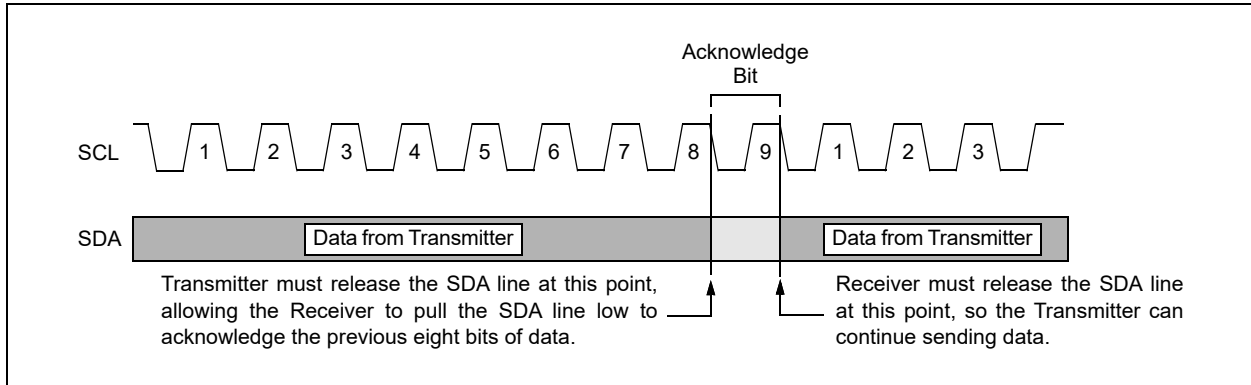 Acknowledge
Bit
SCL
1 2 3 4 5 6 7 8 9 1 2 3
SDA
Data from Transmitter
Data from Transmitter
Transmitter must release the SDA line at this point,
allowing the Receiver to pull the SDA line low to
acknowledge the previous eight bits of data.
Receiver must release the SDA line
at this point, so the Transmitter can
continue sending data.